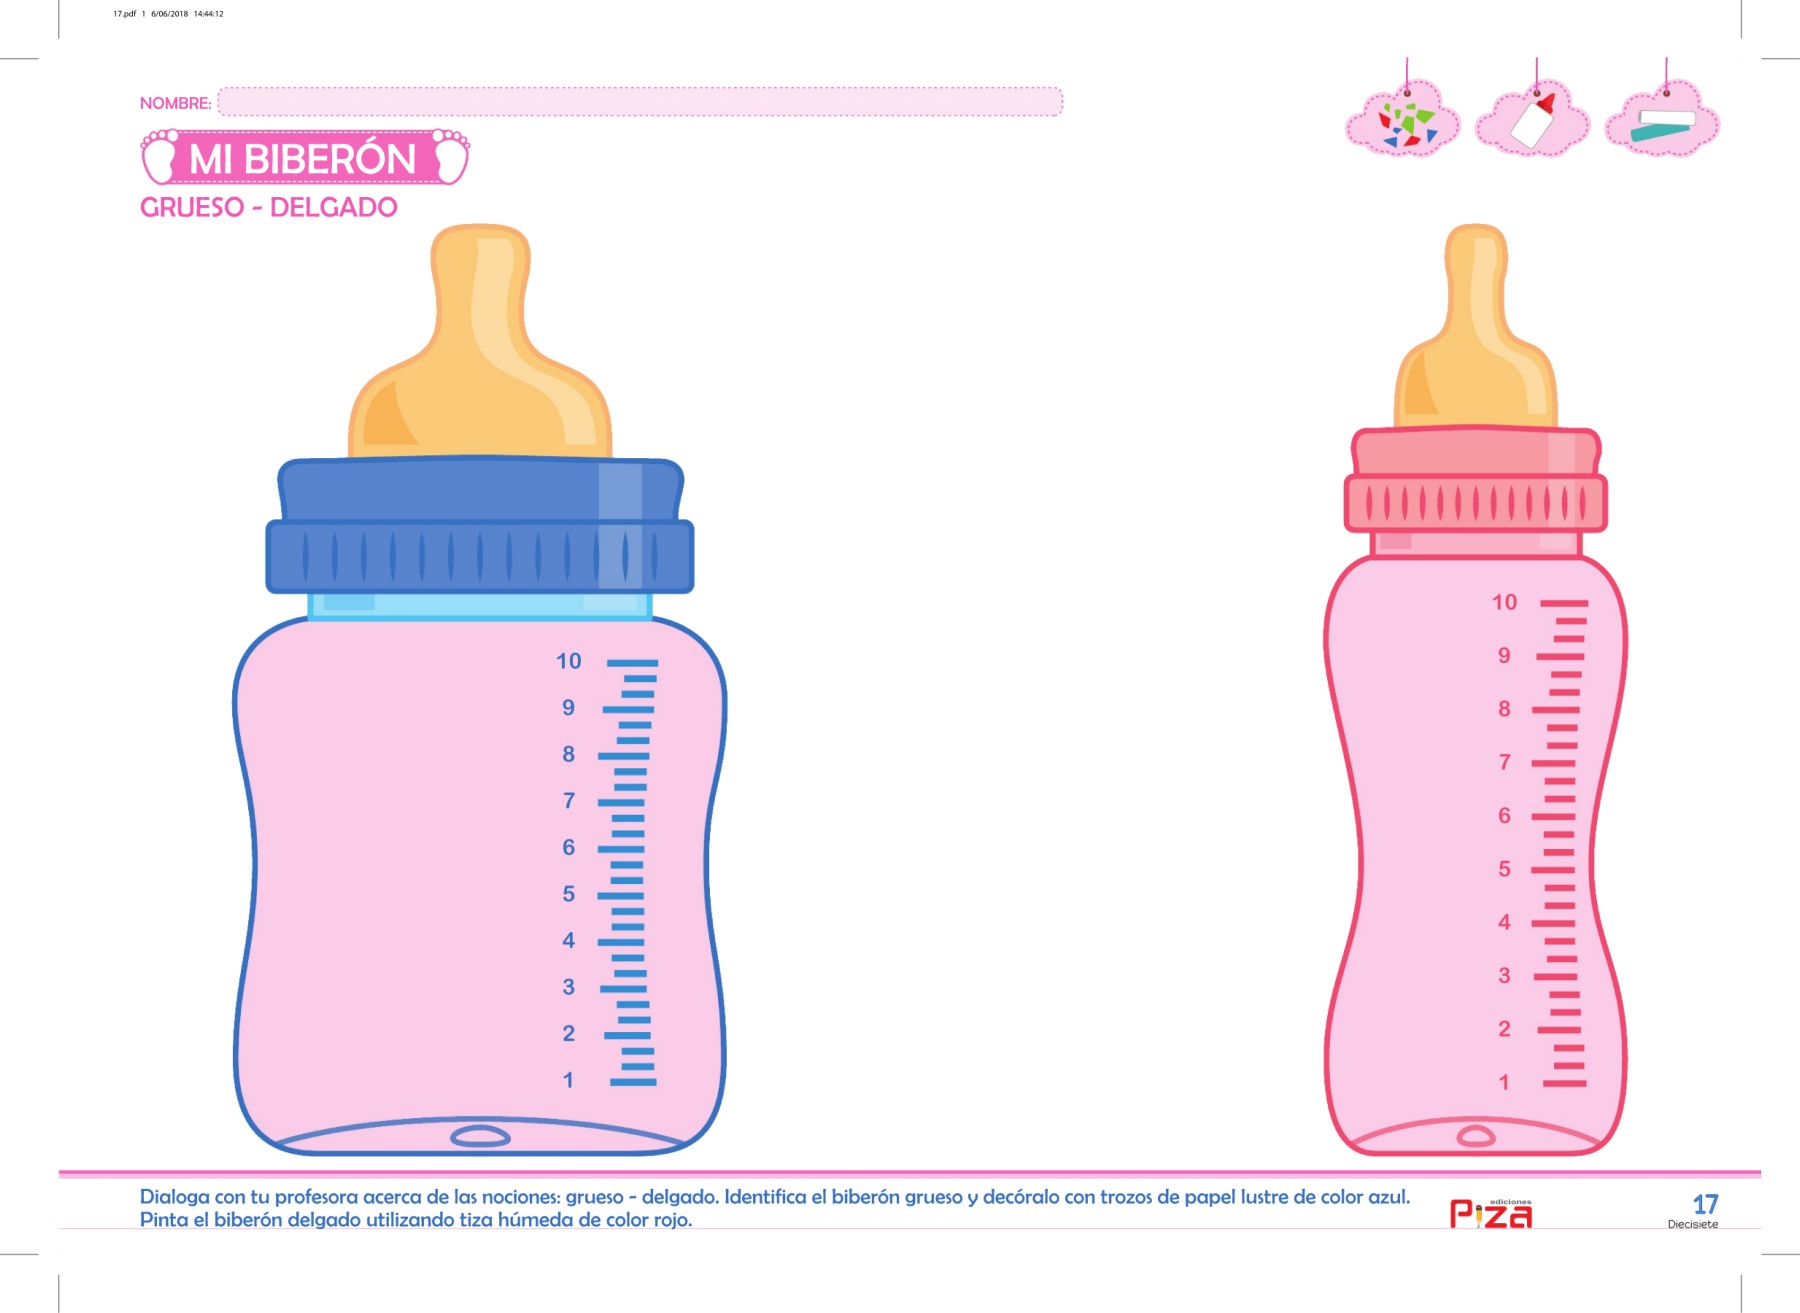 17.pdf 1 6/06/2018 14:44:12
NOMBRE:
MI BIBERÓN
GRUESO - DELGADO
10
9
8
7
6
5
4
3
2
1
10
9
8
7
6
5
4
3
2
1
Dialoga con tu profesora acerca de las nociones: grueso - delgado. Identifica el biberón grueso y decóralo con trozos de papel lustre de color azul.
Pinta el biberón delgado utilizando tiza húmeda de color rojo.
ediciones
Piza
17
Diecisiete